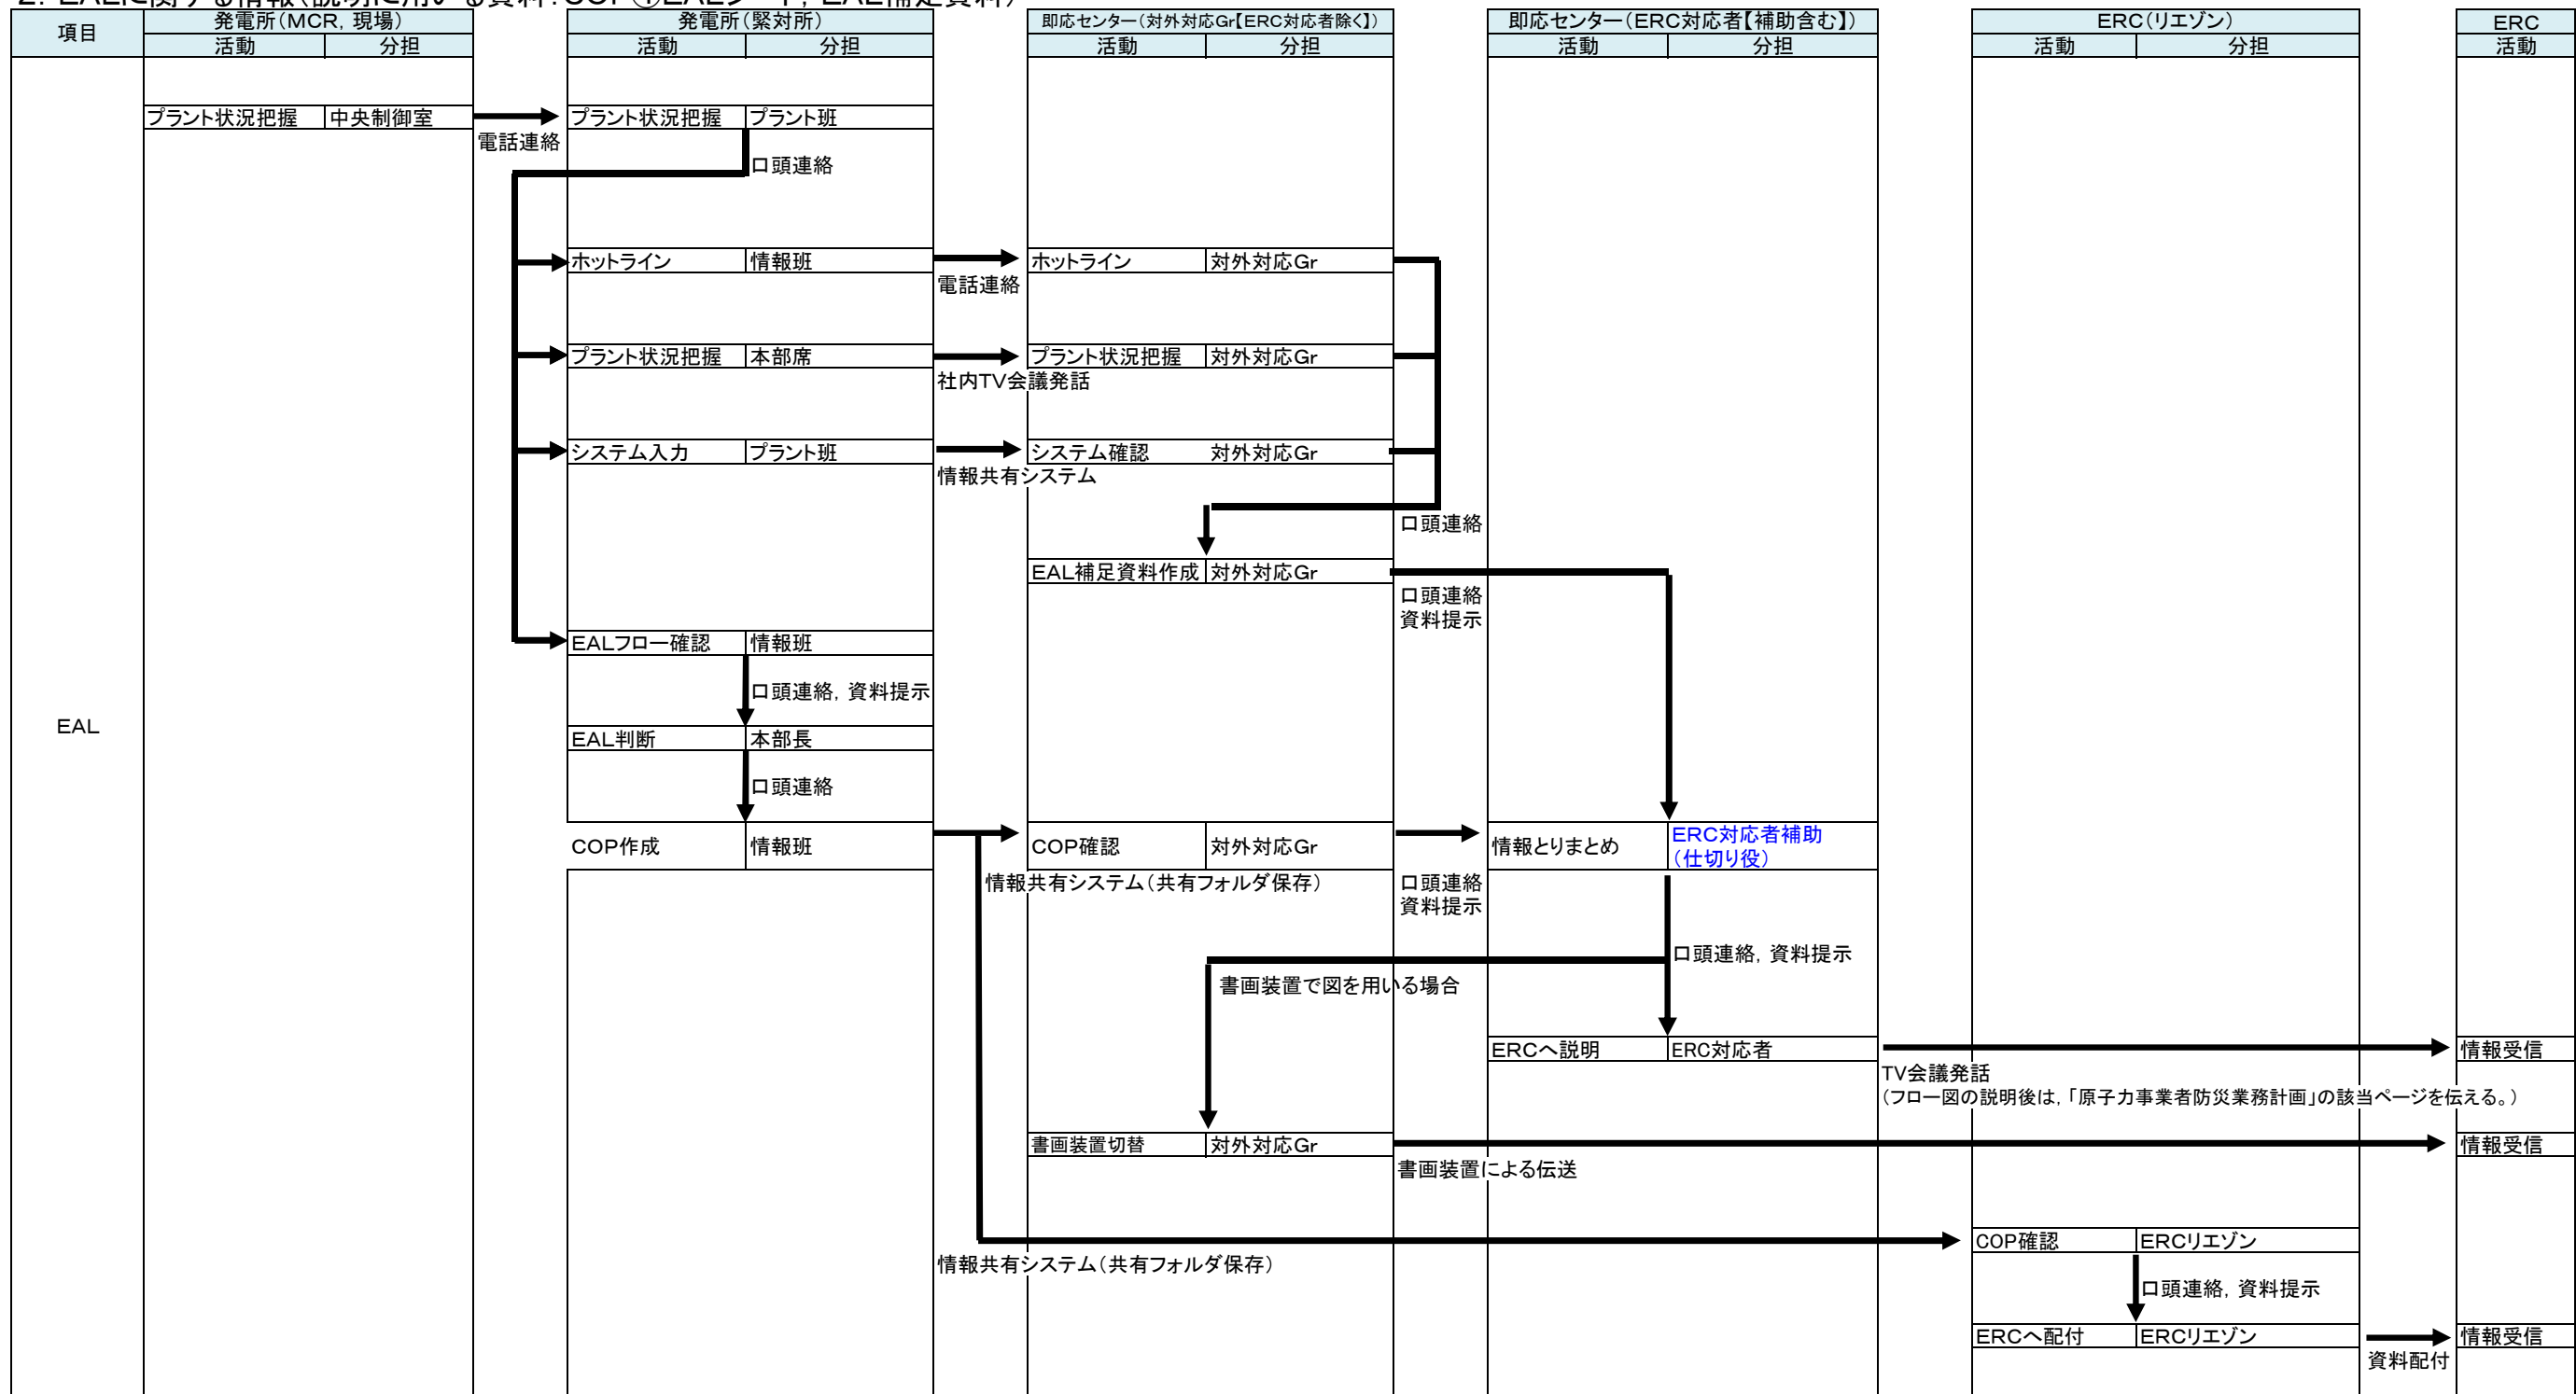 項目
発電所（MCR，現場）
発電所（緊対所）
即応センター（対外対応Gr【ERC対応者除く】）
即応センター（ERC対応者【補助含む】）
ERC（リエゾン）
ERC
活動 分担
活動 分担
活動 分担
活動 分担
活動 分担
活動
プラント状況把握 中央制御室
電話連絡
プラント状況把握 プラント班
口頭連絡
ホットライン 情報班
電話連絡
ホットライン 対外対応Gr
プラント状況把握 本部席
社内TV会議発話
プラント状況把握 対外対応Gr
システム入力 プラント班
情報共有システム
システム確認 対外対応Gr
口頭連絡
EAL補足資料作成 対外対応Gr
口頭連絡
資料提示
EALフロー確認 情報班
口頭連絡，資料提示
EAL
EAL判断 本部長
口頭連絡
COP作成 情報班
情報共有システム（共有フォルダ保存）
COP確認 対外対応Gr
口頭連絡
資料提示
情報とりまとめ
ERC対応者補助
（仕切り役）
口頭連絡，資料提示
書画装置で図を用いる場合
ERCへ説明 ERC対応者
情報受信
TV会議発話
（フロー図の説明後は，「原子力事業者防災業務計画」の該当ページを伝える。）
書画装置切替 対外対応Gr
情報受信
書画装置による伝送
情報共有システム（共有フォルダ保存）
COP確認 ERCリエゾン
口頭連絡，資料提示
ERCへ配付 ERCリエゾン
情報受信
資料配付